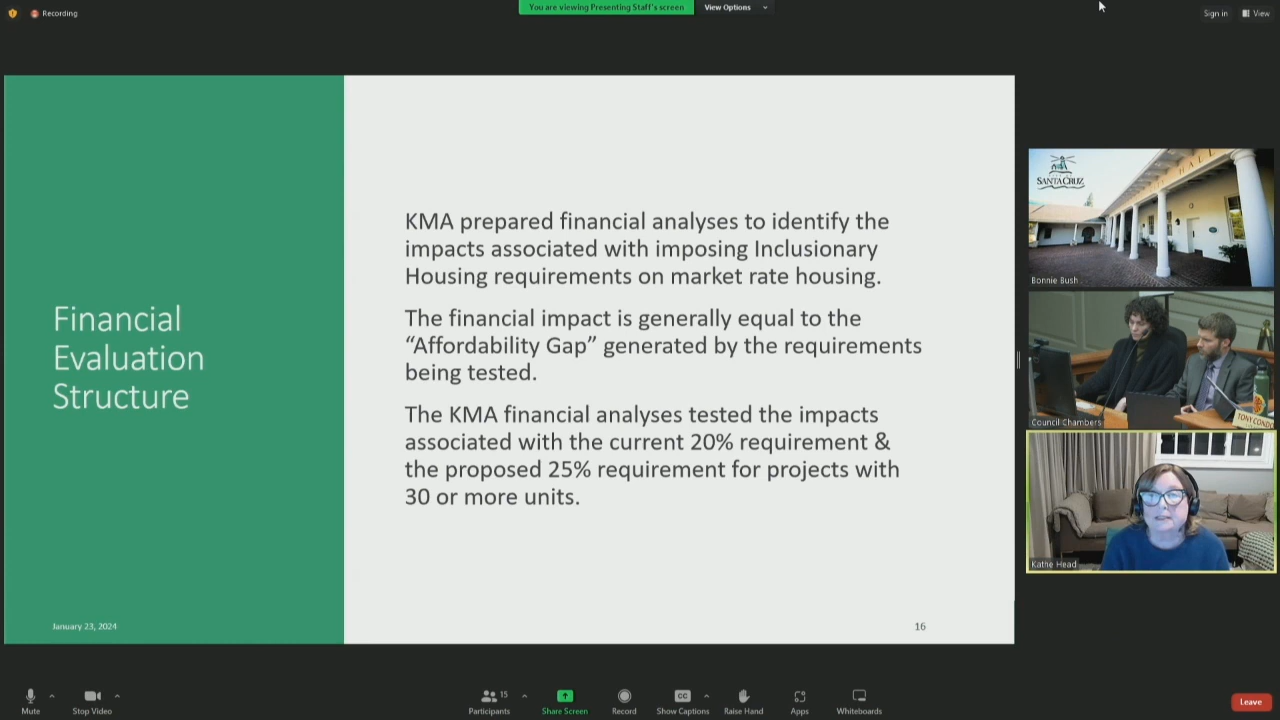 Recording
You are viewing Presenting Staff's screen
View Options
Sign in
View
Financial
Evaluation
Structure
January 23, 2024
KMA prepared financial analyses to identify the
impacts associated with imposing Inclusionary
Housing requirements on market rate housing.
The financial impact is generally equal to the
“Affordability Gap” generated by the requirements
being tested.
The KMA financial analyses tested the impacts
associated with the current 20% requirement &
the proposed 25% requirement for projects with
30 or more units.
16
SANTA CRUZ
HALL
Bonnie Bush
Council Chambers
TONY CONDO
Kathe Head
Mute
Stop Video
Participants
15
Share Screen
Record
CC
Show Captions
Raise Hand
Apps
Whiteboards
Leave